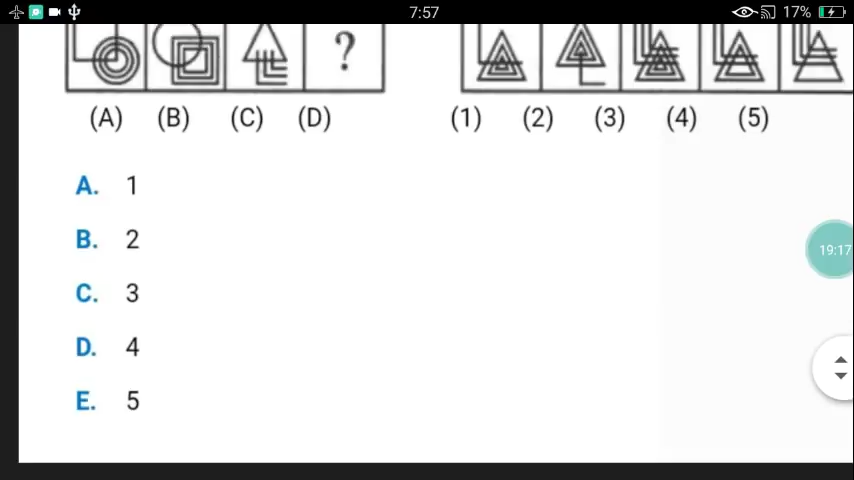 7:57
17%
?
(A) (B) (C) (D) (1) (2) (3) (4) (5)
A. 1
B. 2
19:17
C. 3
D. 4
E. 5